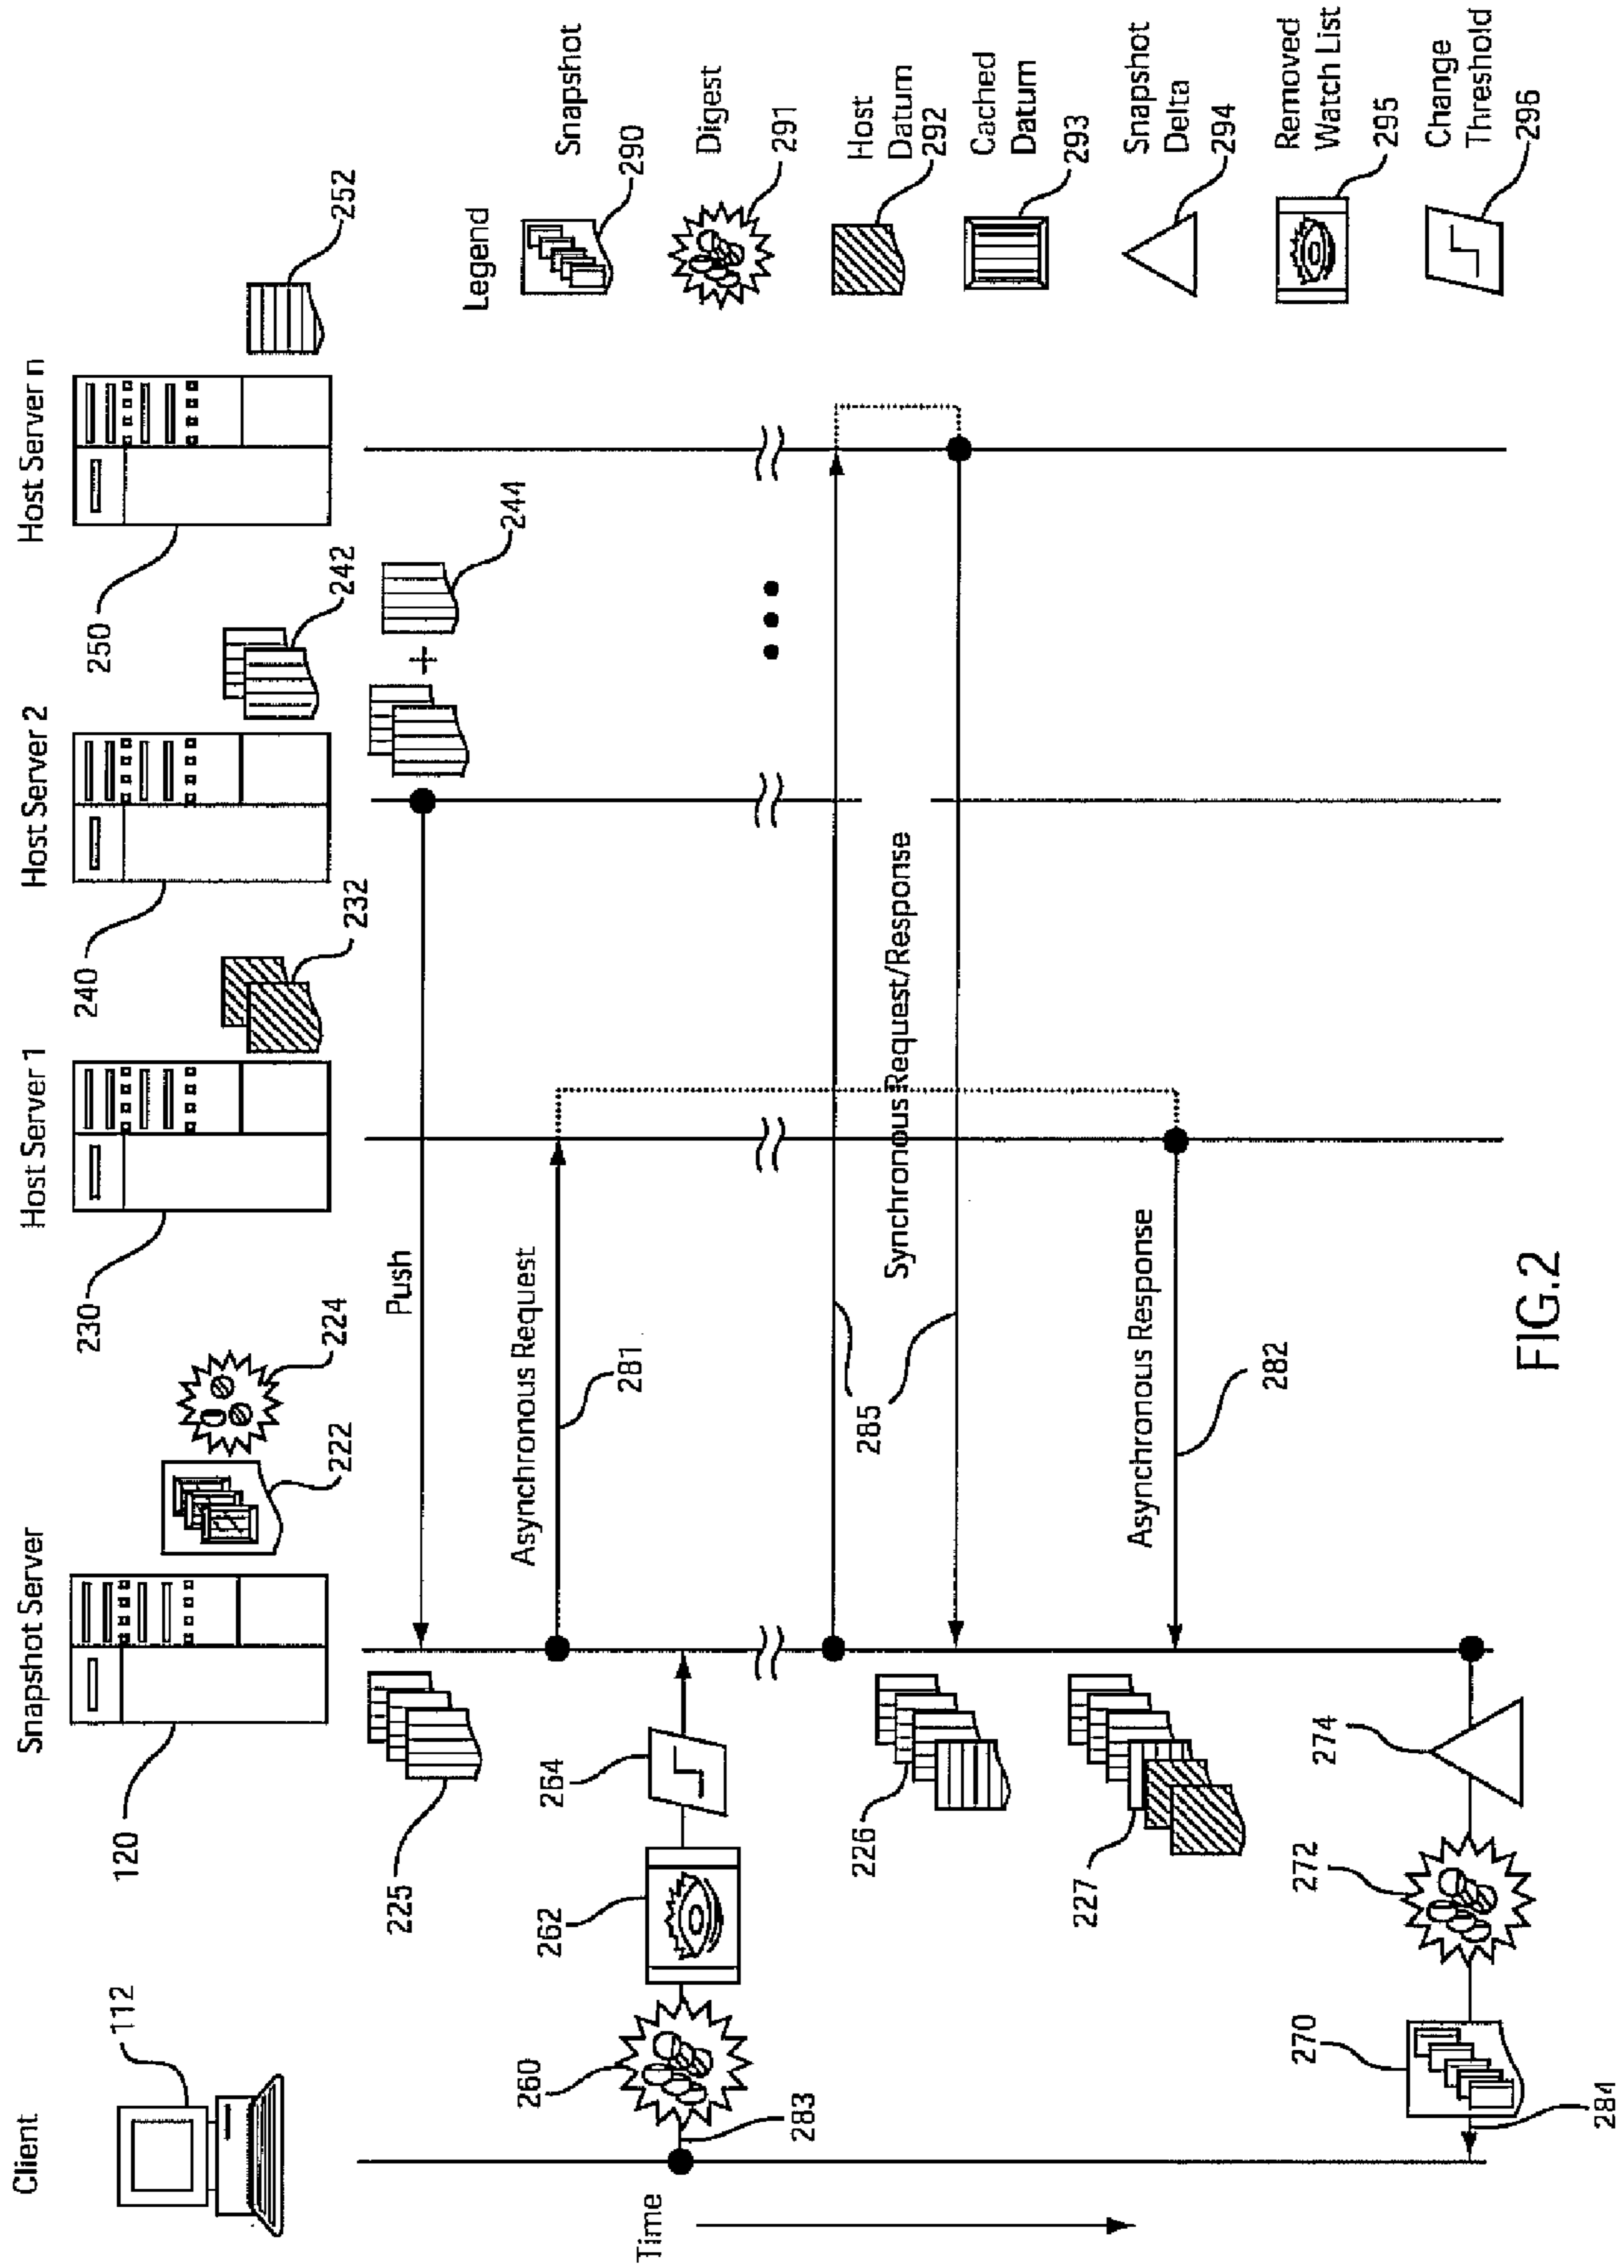 Client
Snapshot Server
Host Server 1
Host Server 2
Host Server n
112
120
222
224
230
232
240
242
250
252
225
Push
244
Legend
Snapshot
290
Digest
291
Host
Datum
292
Cached
Datum
293
Snapshot
Delta
294
Removed
Watch List
295
Change
Threshold
296
Time
Asynchronous Request
281
260
262
264
283
285
Synchronous Request/Response
226
227
Asynchronous Response
282
270
272
274
284
FIG.2